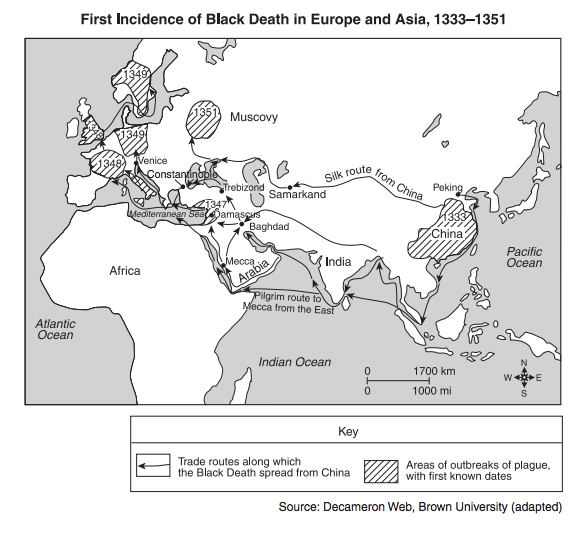 First Incidence of Black Death in Europe and Asia, 1333–1351
1349
1351
Muscovy
1349
1348
Venice
Constantinople
Trebizond
Samarkand
Silk route from China
Peking
1347
Mediterranean Sea
Damascus
Baghdad
1333
China
Pacific
Ocean
Africa
Mecca
Arabia
India
Pilgrim route to
Mecca from the East
Atlantic
Ocean
Indian Ocean
0 1700 km
0 1000 mi
N
W E
S
Key
Trade routes along which
the Black Death spread from China
Areas of outbreaks of plague,
with first known dates
Source: Decameron Web, Brown University (adapted)